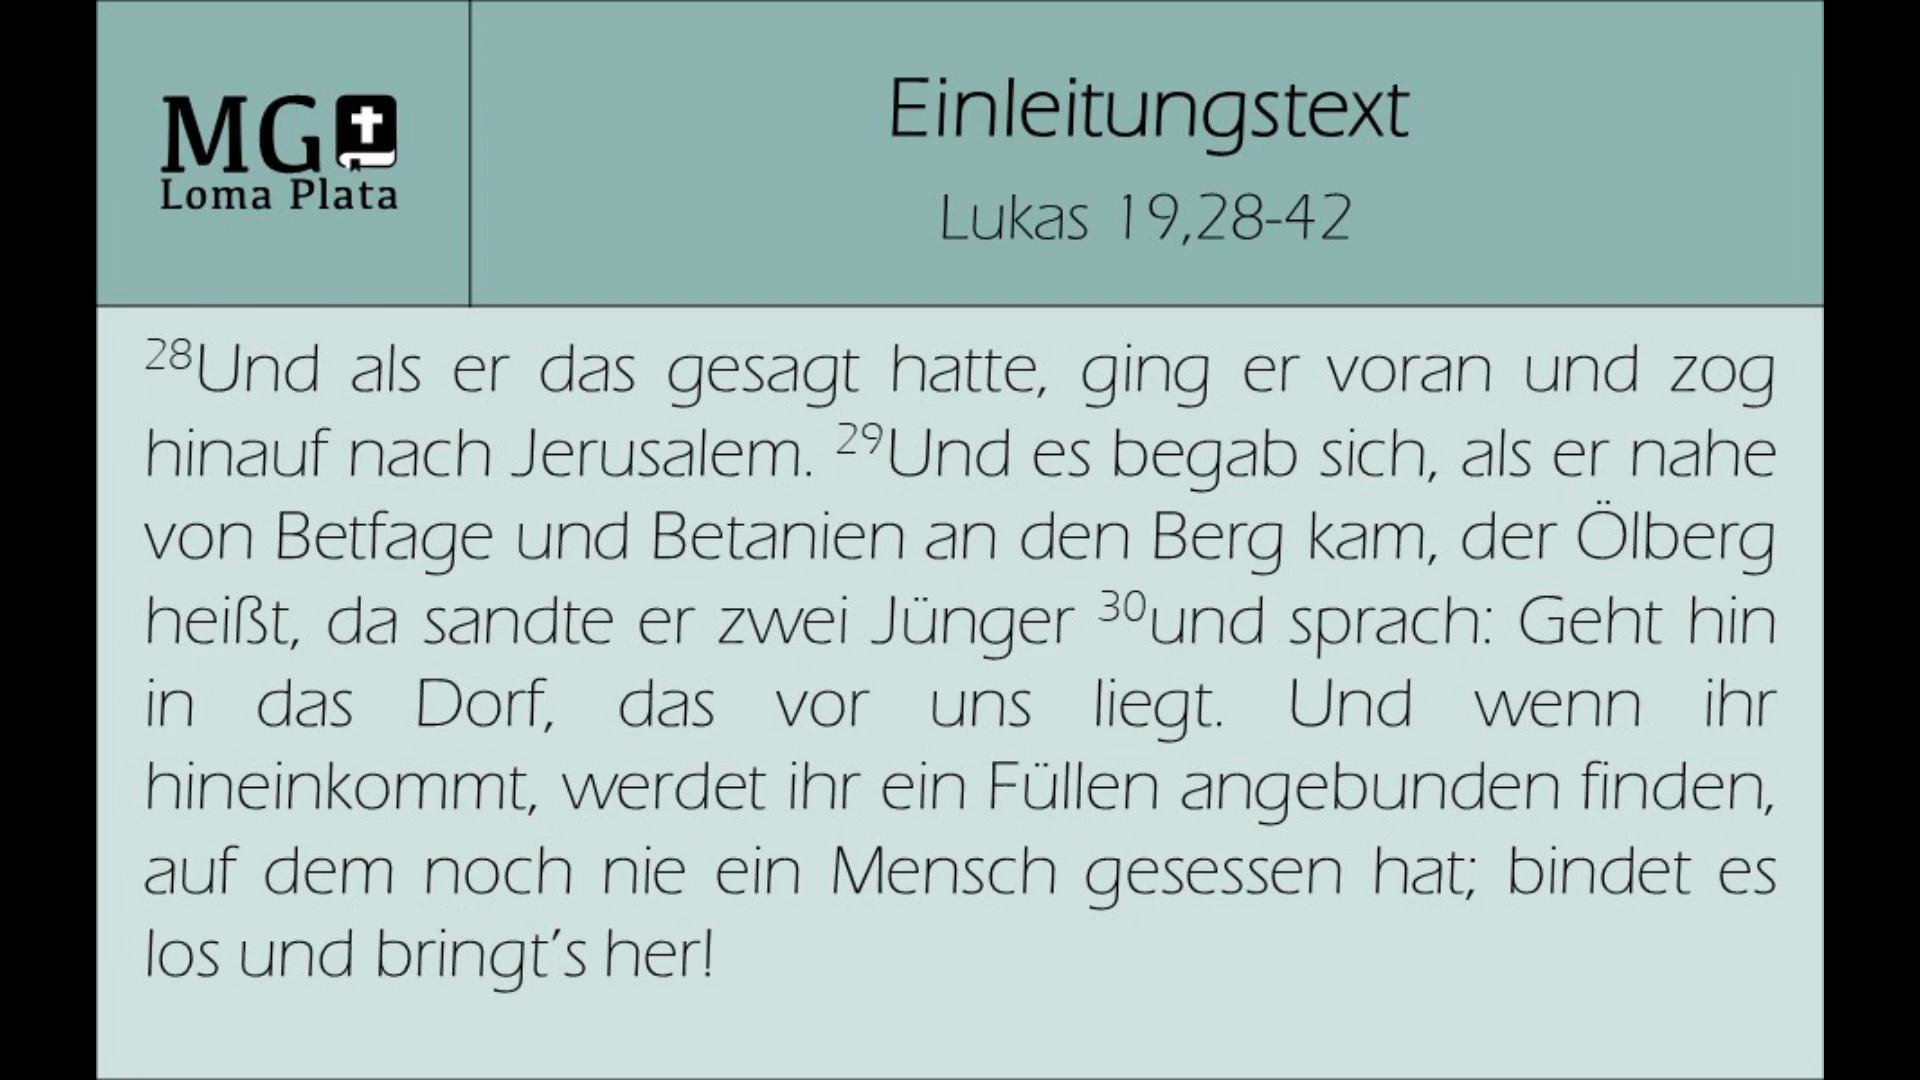 MG
Loma Plata
Einleitungstext
Lukas 19,28-42
28Und als er das gesagt hatte, ging er voran und zog
hinauf nach Jerusalem. 29Und es begab sich, als er nahe
von Betfage und Betanien an den Berg kam, der Ölberg
heißt, da sandte er zwei Jünger 30und sprach: Geht hin
in das Dorf, das vor uns liegt. Und wenn ihr
hineinkommt, werdet ihr ein Füllen angebunden finden,
auf dem noch nie ein Mensch gesessen hat; bindet es
los und bringt’s her!